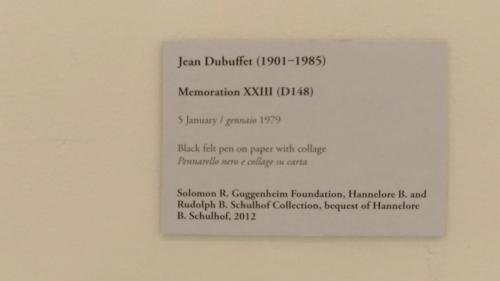 Jean Dubuffet (1901–1985)
Memoration XXIII (D148)
5 January / gennaio 1979
Black felt pen on paper with collage
Pennarello nero e collage su carta
Solomon R. Guggenheim Foundation, Hannelore B. and
Rudolph B. Schulhof Collection, bequest of Hannelore
B. Schulhof, 2012